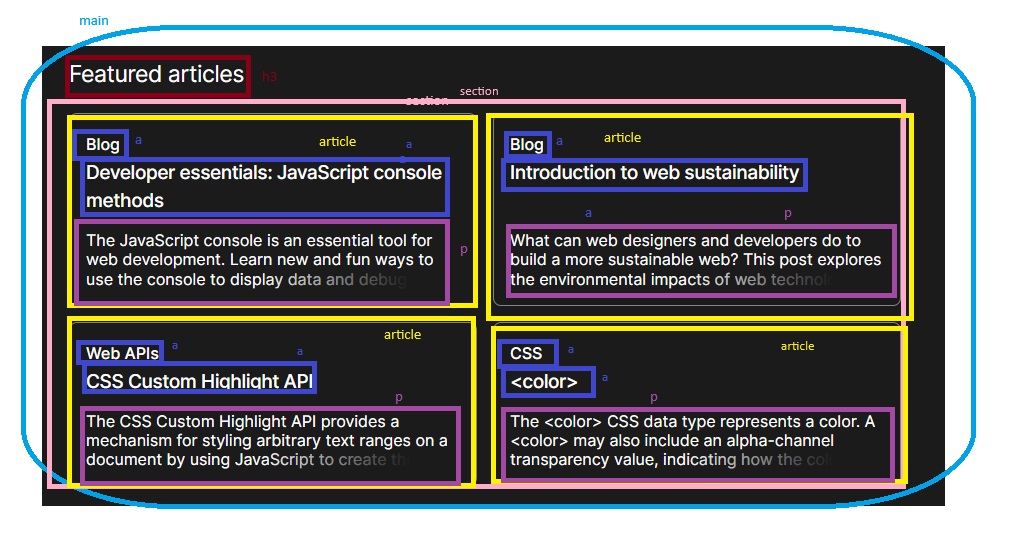 main
Featured articles h3
section
section
Blog a article a
Developer essentials: JavaScript console
methods
The JavaScript console is an essential tool for
web development. Learn new and fun ways to
use the console to display data and debug
p
Blog a article
Introduction to web sustainability
a p
What can web designers and developers do to
build a more sustainable web? This post explores
the environmental impacts of web technolo
article
Web APIs a a
CSS Custom Highlight API
p
The CSS Custom Highlight API provides a
mechanism for styling arbitrary text ranges on a
document by using JavaScript to create the
CSS a article
<color> a
p
The <color> CSS data type represents a color. A
<color> may also include an alpha-channel
transparency value, indicating how the colo